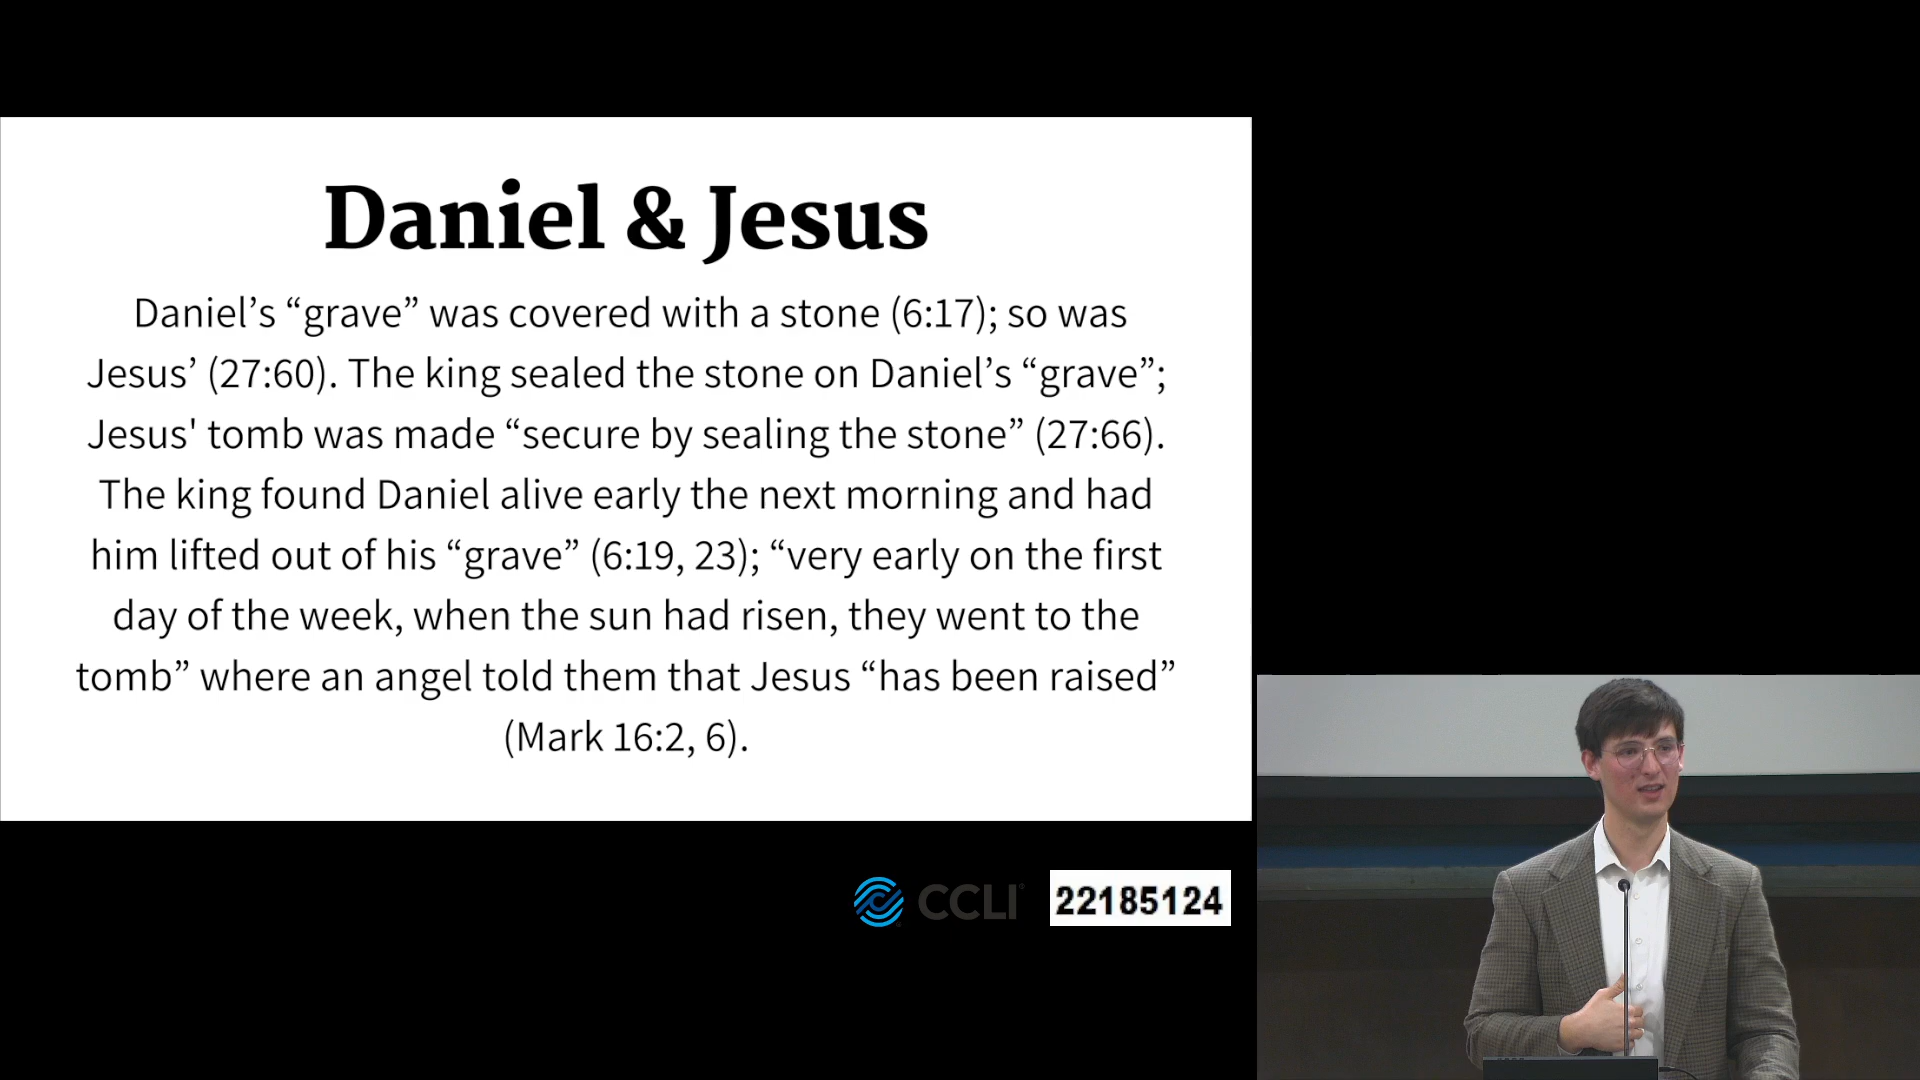 Daniel & Jesus
Daniel’s “grave” was covered with a stone (6:17); so was
Jesus’ (27:60). The king sealed the stone on Daniel’s “grave”;
Jesus' tomb was made “secure by sealing the stone” (27:66).
The king found Daniel alive early the next morning and had
him lifted out of his “grave” (6:19, 23); “very early on the first
day of the week, when the sun had risen, they went to the
tomb” where an angel told them that Jesus “has been raised”
(Mark 16:2, 6).
CCLI®
22185124